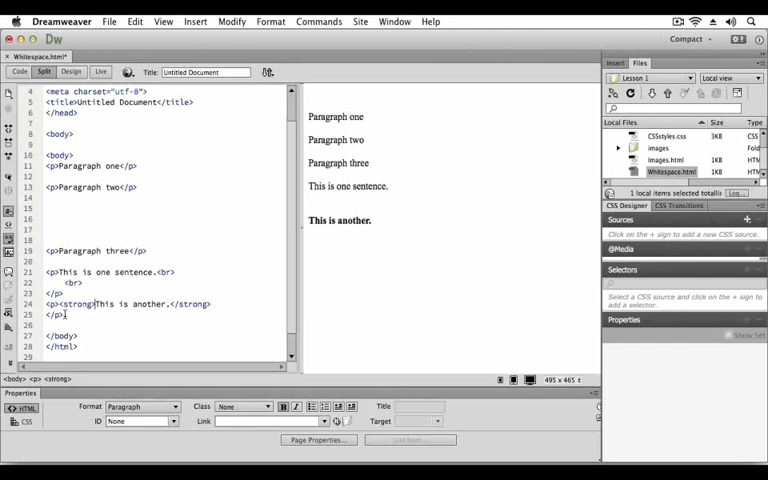 Dreamweaver File Edit View Insert Modify Format Commands Site Window Help
Dw Compact
Whitespace.html*
Code Split Design Live Title: Untitled Document
4 <meta charset="utf-8">
5 <title>Untitled Document</title>
6 </head>
7
8 <body>
9
10 <body>
11 <p>Paragraph one</p>
12
13 <p>Paragraph two</p>
14
15
16
17
18
19 <p>Paragraph three</p>
20
21 <p>This is one sentence.<br>
22 <br>
23 </p>
24 <p><strong>This is another.</strong>
25 </p>
26
27 </body>
28 </html>
29
Paragraph one
Paragraph two
Paragraph three
This is one sentence.
This is another.
Insert Files
Lesson 1 Local view
Local Files Size Type
CSSstyles.css 3KB
images Fold
Images.html 1KB
Whitespace.html 1KB
1 local items selected totalli Log...
CSS Designer CSS Transitions
Sources
Click on the + sign to add a new CSS source.
@Media
Selectors
Select a CSS source and click on + to add a selector.
Properties
Show Set
<body> <p> <strong> 495 x 465
Properties
HTML Format Paragraph Class None B I Title
CSS ID None Link Target
Page Properties...